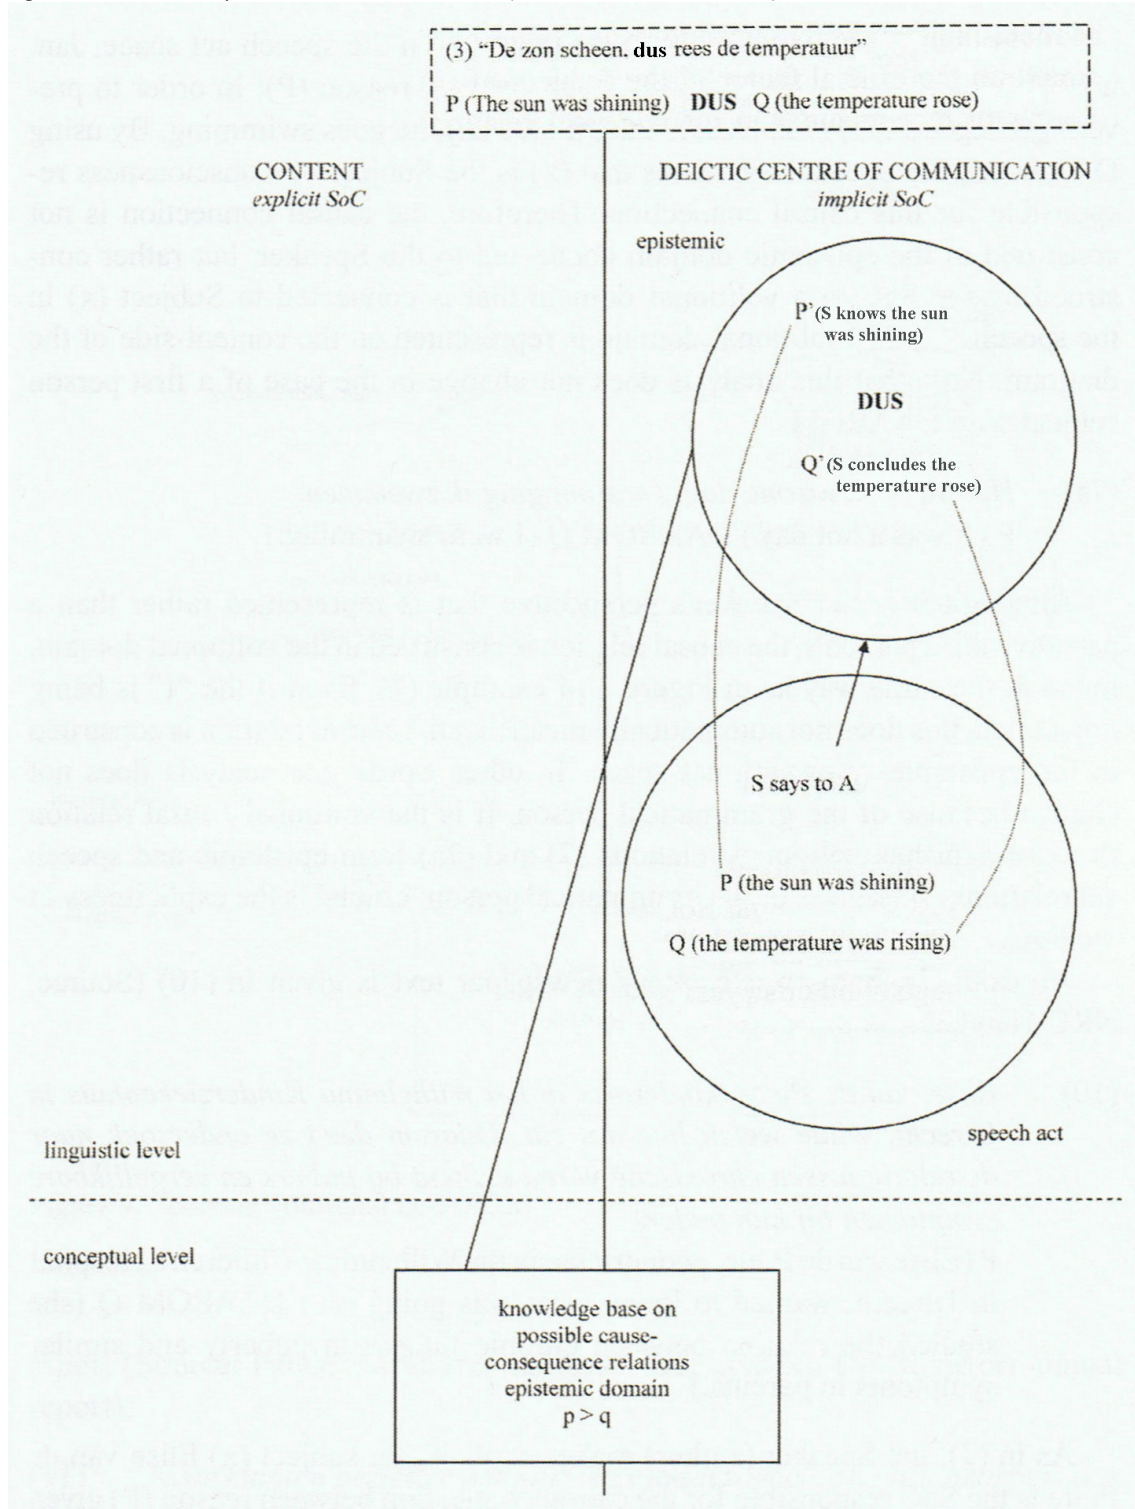 (3) “De zon scheen. dus rees de temperatuur”
P (The sun was shining) DUS Q (the temperature rose)
CONTENT
explicit SoC
DEICTIC CENTRE OF COMMUNICATION
implicit SoC
epistemic
P’(S knows the sun
was shining)
DUS
Q’(S concludes the
temperature rose)
S says to A
P (the sun was shining)
Q (the temperature was rising)
speech act
linguistic level
conceptual level
knowledge base on
possible cause-
consequence relations
epistemic domain
p > q